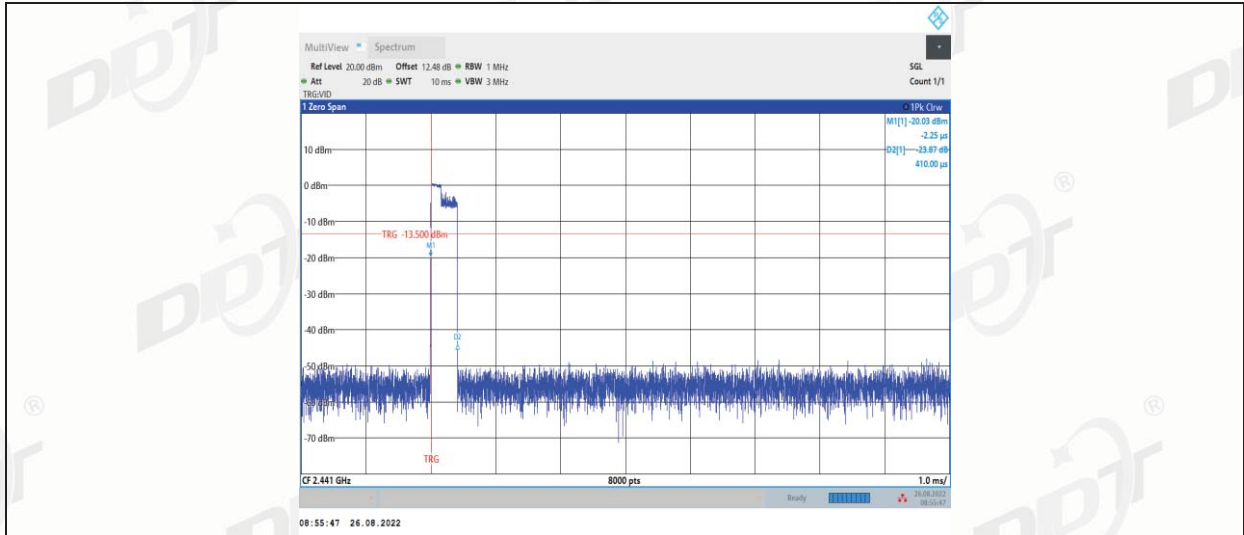 MultiView Spectrum
Ref Level 20.00 dBm Offset 12.48 dB RBW 1 MHz SGL
Att 20 dB SWT 10 ms VBW 3 MHz Count 1/1
TRG:VID
1 Zero Span 1Pk Clrw
M1[1] -20.03 dBm
-2.25 µs
10 dBm D2[1] -23.87 dB
410.00 µs
0 dBm
-10 dBm
TRG -13.500 dBm
M1
-20 dBm
-30 dBm
-40 dBm
D2
-50 dBm
-70 dBm
TRG
CF 2.441 GHz 8000 pts 1.0 ms/
Ready 26.08.2022
08:55:47
08:55:47 26.08.2022
DDT
®